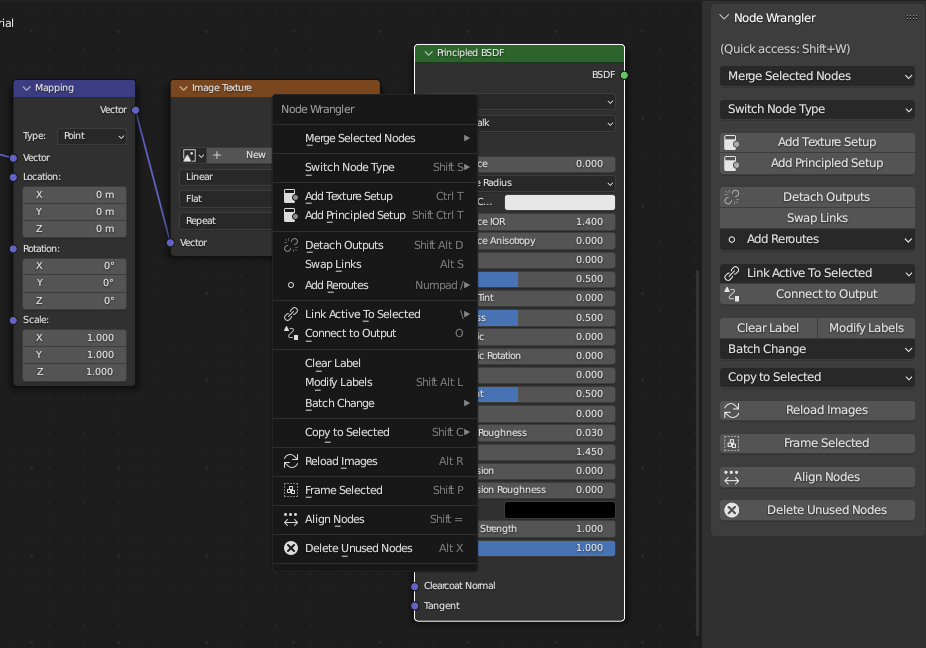 rial
Mapping
Vector
Type:
Point
Vector
Location:
X 0 m
Y 0 m
Z 0 m
Rotation:
X 0°
Y 0°
Z 0°
Scale:
X 1.000
Y 1.000
Z 1.000
Image Texture
New
Linear
Flat
Repeat
Vector
Node Wrangler
Merge Selected Nodes
Switch Node Type Shift S
Add Texture Setup Ctrl T
Add Principled Setup Shift Ctrl T
Detach Outputs Shift Alt D
Swap Links Alt S
Add Reroutes Numpad /
Link Active To Selected \
Connect to Output O
Clear Label
Modify Labels Shift Alt L
Batch Change
Copy to Selected Shift C
Reload Images Alt R
Frame Selected Shift P
Align Nodes Shift =
Delete Unused Nodes Alt X
Principled BSDF
BSDF
alk
ce 0.000
e Radius
C...
ce IOR 1.400
ce Anisotropy 0.000
0.000
0.500
Tint 0.000
ss 0.500
ic 0.000
ic Rotation 0.000
0.000
nt 0.500
0.000
Roughness 0.030
1.450
sion 0.000
sion Roughness 0.000
Strength 1.000
1.000
Clearcoat Normal
Tangent
Node Wrangler
(Quick access: Shift+W)
Merge Selected Nodes
Switch Node Type
Add Texture Setup
Add Principled Setup
Detach Outputs
Swap Links
Add Reroutes
Link Active To Selected
Connect to Output
Clear Label Modify Labels
Batch Change
Copy to Selected
Reload Images
Frame Selected
Align Nodes
Delete Unused Nodes